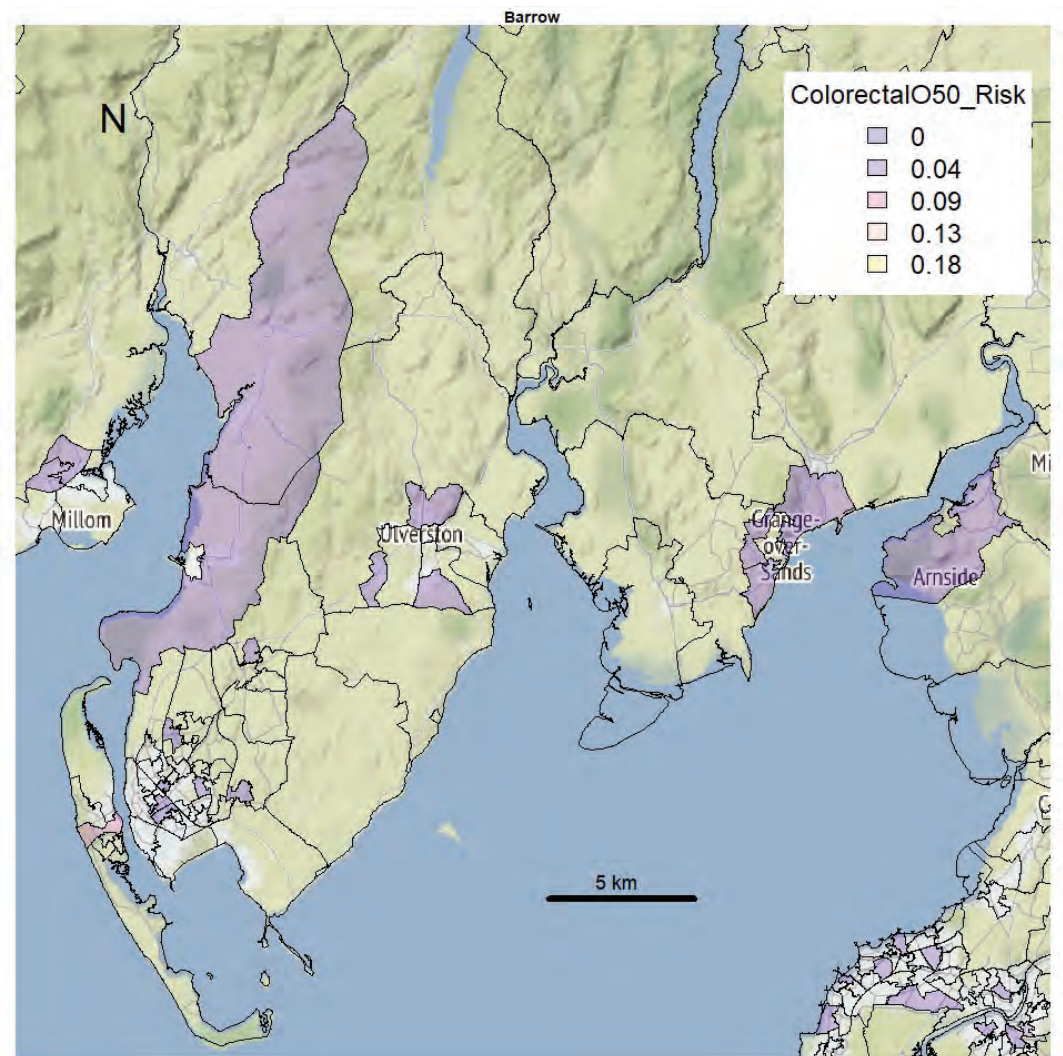 Barrow
N
ColorectalO50_Risk
0
0.04
0.09
0.13
0.18
Millom
Ulverston
Grange-
over-
Sands
Arnside
Mi
5 km
C